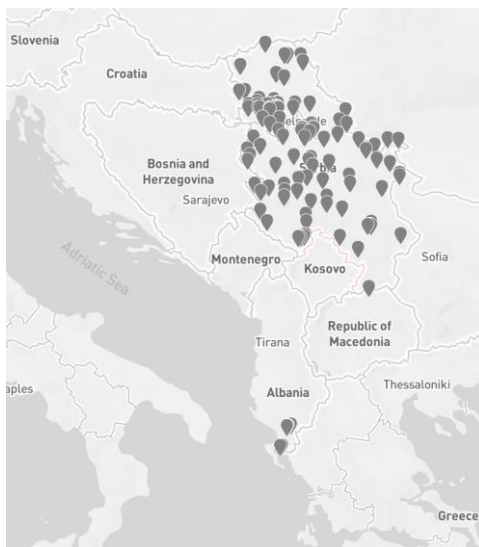 Slovenia
Croatia
Bosnia and
Herzegovina
Sarajevo
Montenegro
Kosovo
Sofia
Adriatic Sea
Republic of
Macedonia
Tirana
Albania
Thessaloniki
aples
Greece